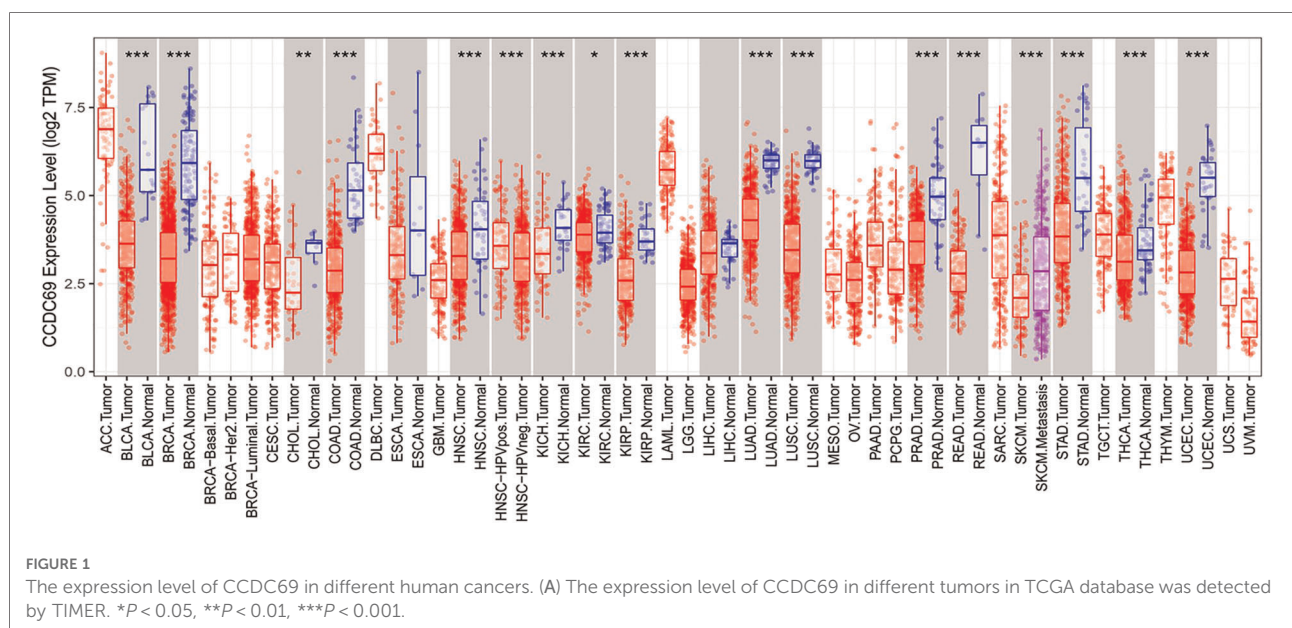 *** *** ** *** *** *** *** * *** *** *** *** *** *** *** *** ***
CCDC69 Expression Level (log2 TPM)
7.5
5.0
2.5
0.0
ACC.Tumor
BLCA.Tumor
BLCA.Normal
BRCA.Tumor
BRCA.Normal
BRCA-Basal.Tumor
BRCA-Her2.Tumor
BRCA-Luminal.Tumor
CESC.Tumor
CHOL.Tumor
CHOL.Normal
COAD.Tumor
COAD.Normal
DLBC.Tumor
ESCA.Tumor
ESCA.Normal
GBM.Tumor
HNSC.Tumor
HNSC.Normal
HNSC-HPVpos.Tumor
HNSC-HPVneg.Tumor
KICH.Tumor
KICH.Normal
KIRC.Tumor
KIRC.Normal
KIRP.Tumor
KIRP.Normal
LAML.Tumor
LGG.Tumor
LIHC.Tumor
LIHC.Normal
LUAD.Tumor
LUAD.Normal
LUSC.Tumor
LUSC.Normal
MESO.Tumor
OV.Tumor
PAAD.Tumor
PCPG.Tumor
PRAD.Tumor
PRAD.Normal
READ.Tumor
READ.Normal
SARC.Tumor
SKCM.Tumor
SKCM.Metastasis
STAD.Tumor
STAD.Normal
TGCT.Tumor
THCA.Tumor
THCA.Normal
THYM.Tumor
UCEC.Tumor
UCEC.Normal
UCS.Tumor
UVM.Tumor
FIGURE 1
The expression level of CCDC69 in different human cancers. (A) The expression level of CCDC69 in different tumors in TCGA database was detected
by TIMER. *P < 0.05, **P < 0.01, ***P < 0.001.